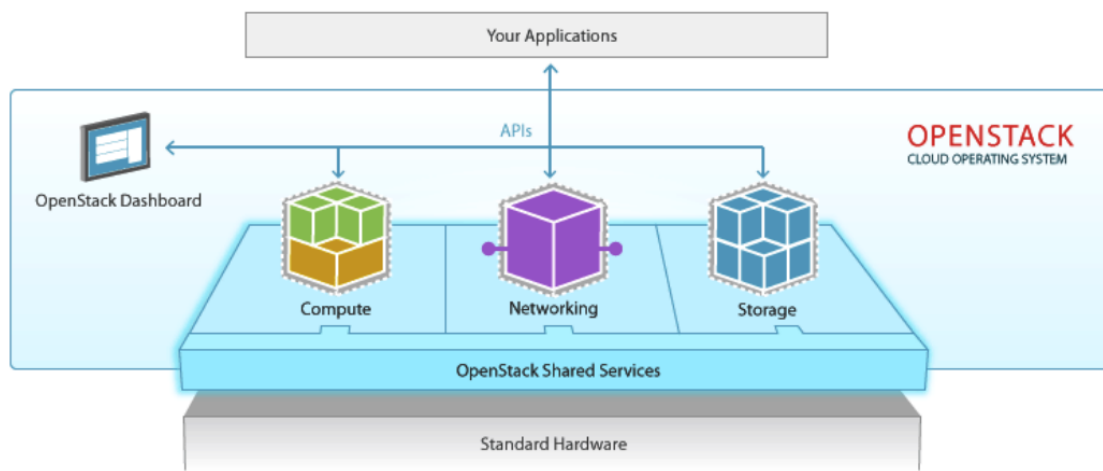 Your Applications
APIs
OPENSTACK
CLOUD OPERATING SYSTEM
OpenStack Dashboard
Compute
Networking
Storage
OpenStack Shared Services
Standard Hardware